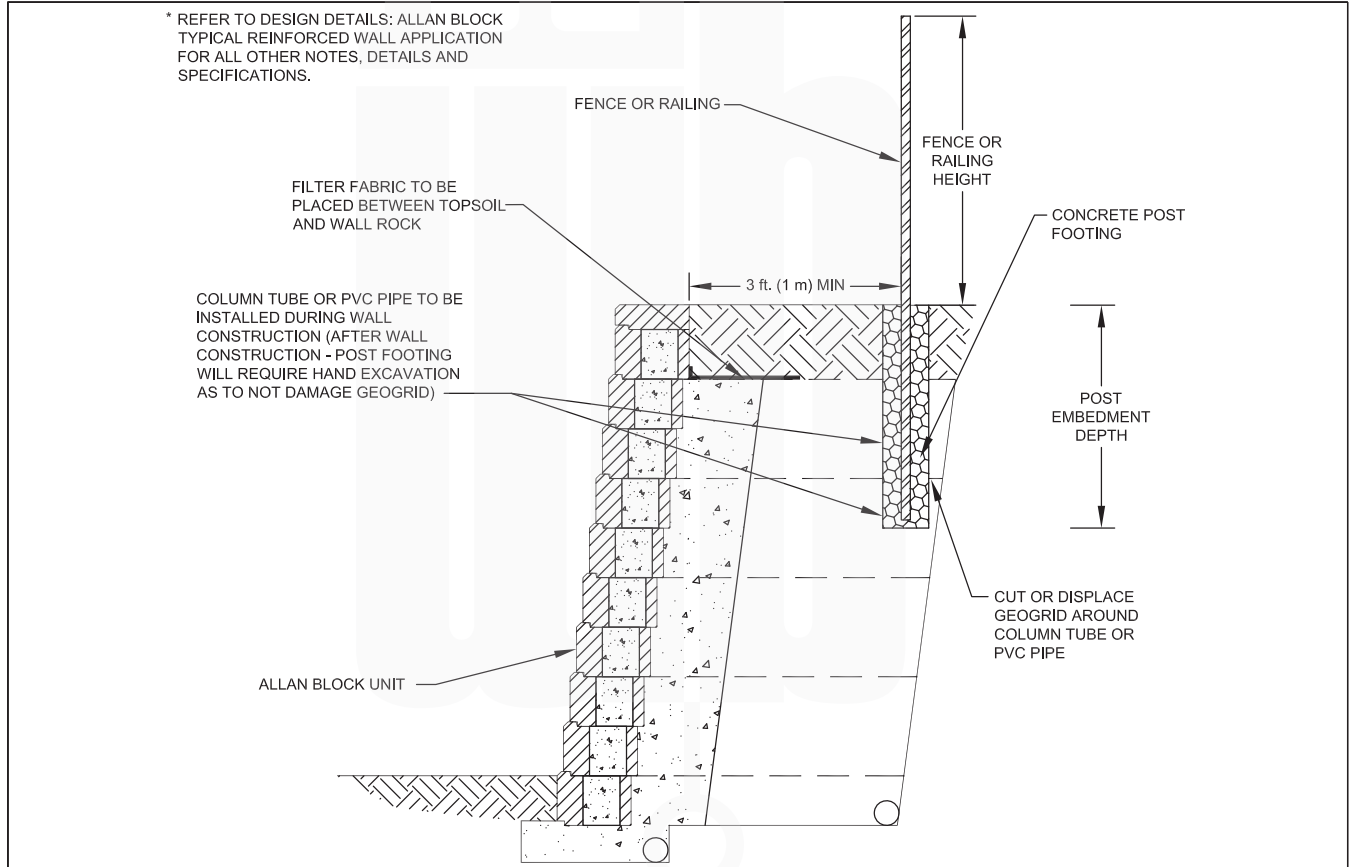 * REFER TO DESIGN DETAILS: ALLAN BLOCK
TYPICAL REINFORCED WALL APPLICATION
FOR ALL OTHER NOTES, DETAILS AND
SPECIFICATIONS.
FENCE OR RAILING
FENCE OR
RAILING
HEIGHT
FILTER FABRIC TO BE
PLACED BETWEEN TOPSOIL
AND WALL ROCK
CONCRETE POST
FOOTING
3 ft. (1 m) MIN
COLUMN TUBE OR PVC PIPE TO BE
INSTALLED DURING WALL
CONSTRUCTION (AFTER WALL
CONSTRUCTION - POST FOOTING
WILL REQUIRE HAND EXCAVATION
AS TO NOT DAMAGE GEOGRID)
POST
EMBEDMENT
DEPTH
CUT OR DISPLACE
GEOGRID AROUND
COLUMN TUBE OR
PVC PIPE
ALLAN BLOCK UNIT